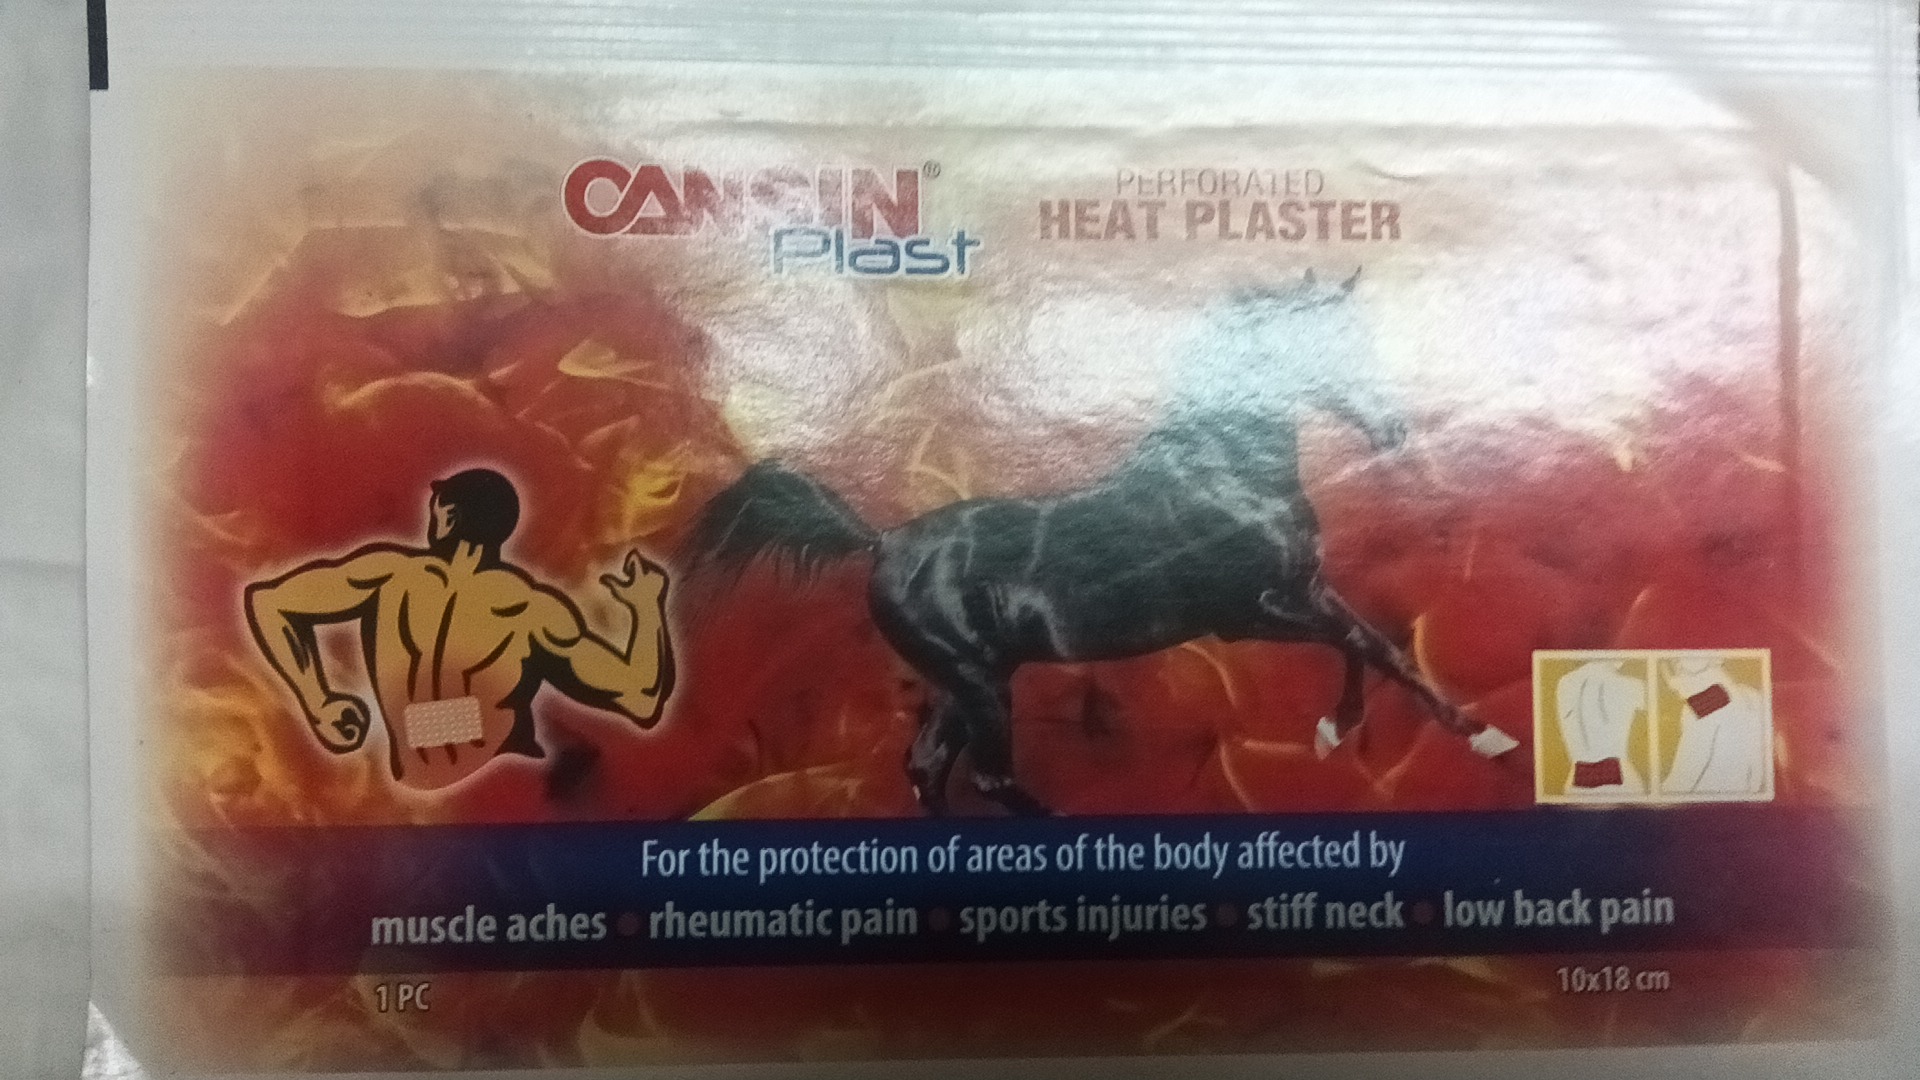 CANSIN®
Plast
PERFORATED
HEAT PLASTER
For the protection of areas of the body affected by
muscle aches • rheumatic pain • sports injuries • stiff neck • low back pain
1 PC
10x18 cm